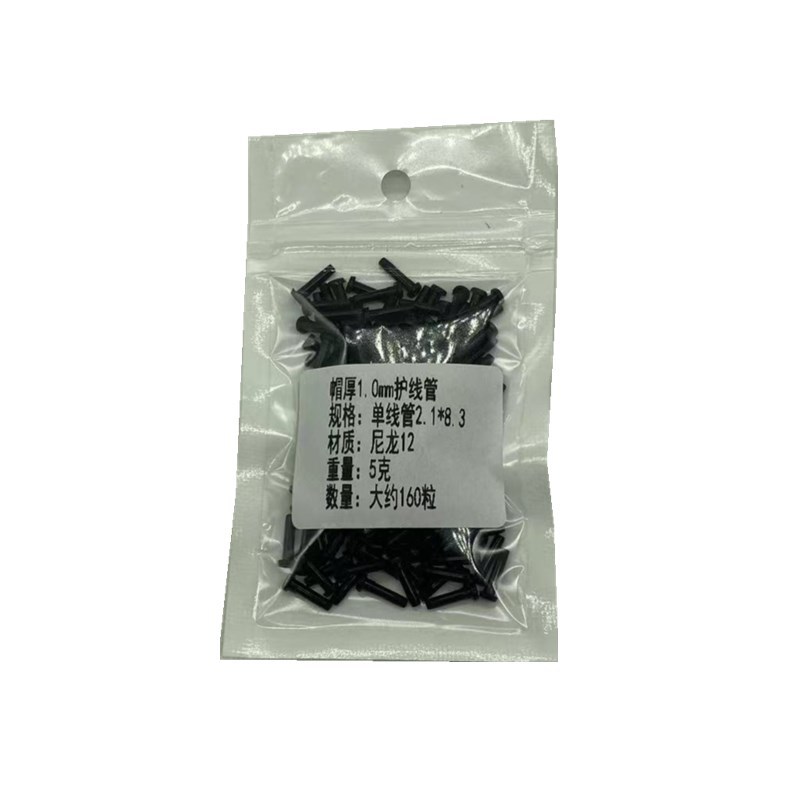 帽厚1.0mm护线管
规格：单线管2.1*8.3
材质：尼龙12
重量：5克
数量：大约160粒